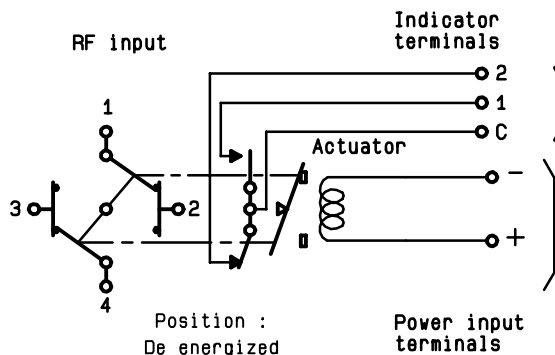 Indicator
terminals
RF input
2
1
C
1
Actuator
-
3
2
+
4
Position :
De energized
Power input
terminals